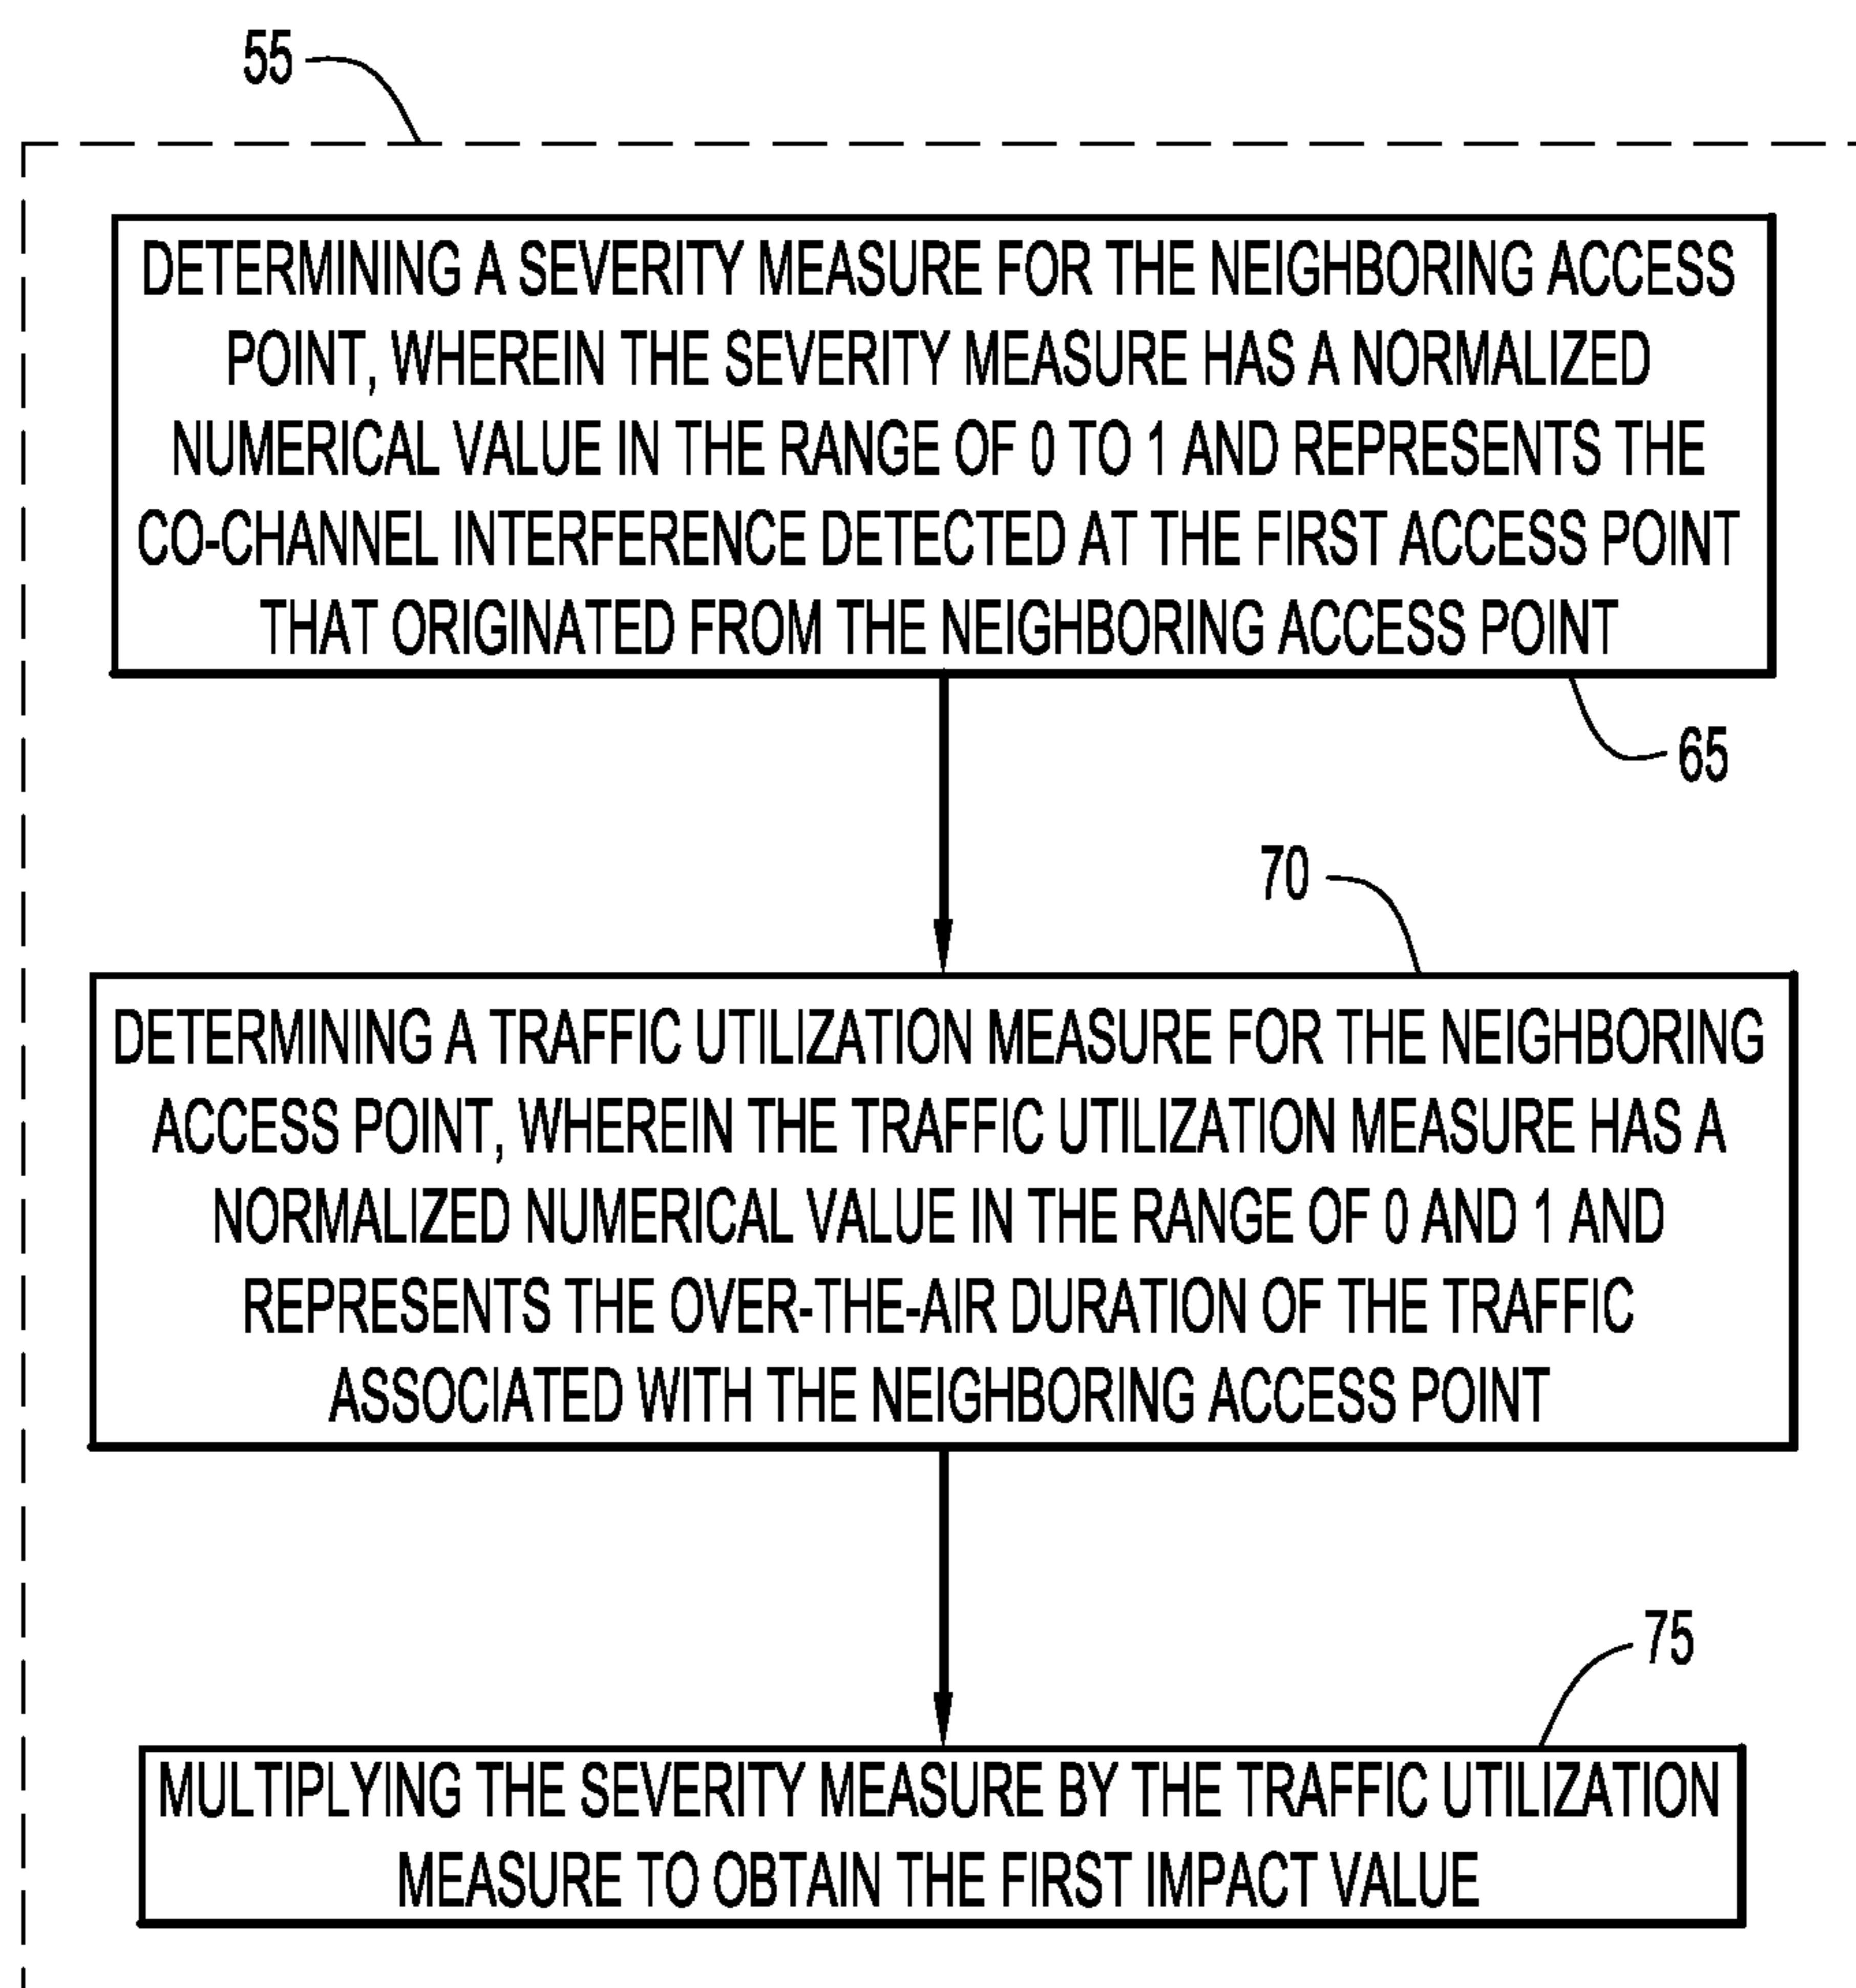 55
DETERMINING A SEVERITY MEASURE FOR THE NEIGHBORING ACCESS
POINT, WHEREIN THE SEVERITY MEASURE HAS A NORMALIZED
NUMERICAL VALUE IN THE RANGE OF 0 TO 1 AND REPRESENTS THE
CO-CHANNEL INTERFERENCE DETECTED AT THE FIRST ACCESS POINT
THAT ORIGINATED FROM THE NEIGHBORING ACCESS POINT
65
70
DETERMINING A TRAFFIC UTILIZATION MEASURE FOR THE NEIGHBORING
ACCESS POINT, WHEREIN THE TRAFFIC UTILIZATION MEASURE HAS A
NORMALIZED NUMERICAL VALUE IN THE RANGE OF 0 AND 1 AND
REPRESENTS THE OVER-THE-AIR DURATION OF THE TRAFFIC
ASSOCIATED WITH THE NEIGHBORING ACCESS POINT
75
MULTIPLYING THE SEVERITY MEASURE BY THE TRAFFIC UTILIZATION
MEASURE TO OBTAIN THE FIRST IMPACT VALUE